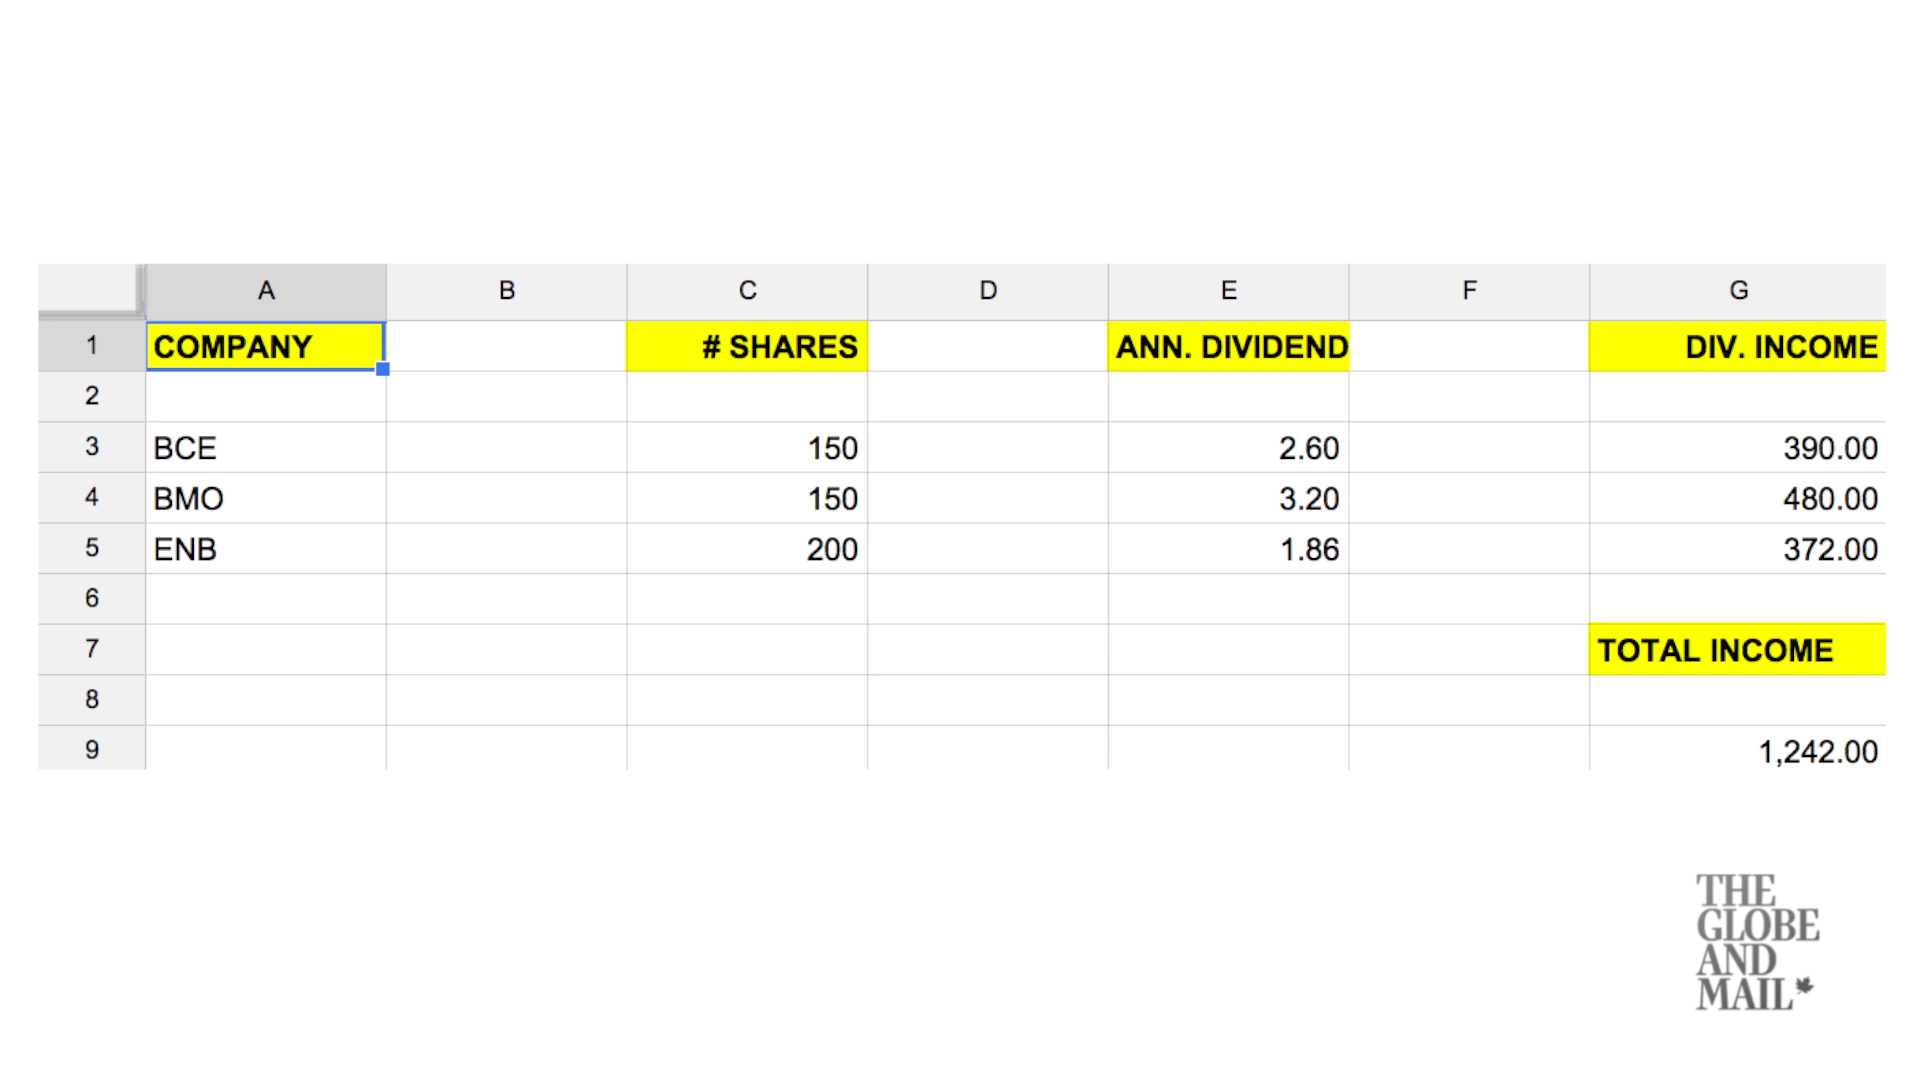 A B C D E F G
1 COMPANY # SHARES ANN. DIVIDEND DIV. INCOME
2
3 BCE 150 2.60 390.00
4 BMO 150 3.20 480.00
5 ENB 200 1.86 372.00
6
7 TOTAL INCOME
8
9 1,242.00
THE
GLOBE
AND
MAIL